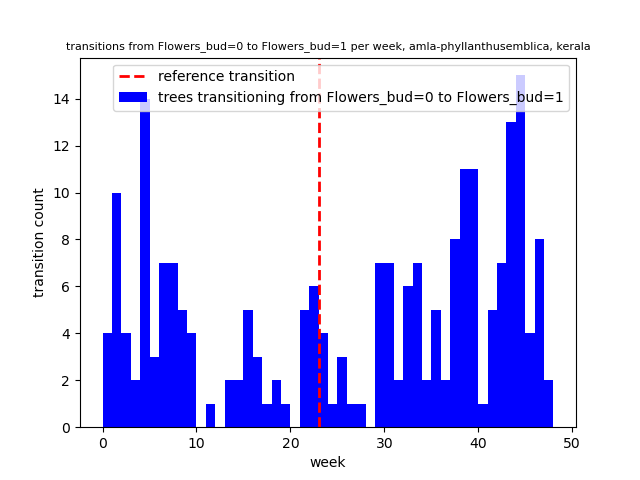 transitions from Flowers_bud=0 to Flowers_bud=1 per week, amla-phyllanthusemblica, kerala
reference transition
trees transitioning from Flowers_bud=0 to Flowers_bud=1
transition count
14
12
10
8
6
4
2
0
0 10 20 30 40 50
week